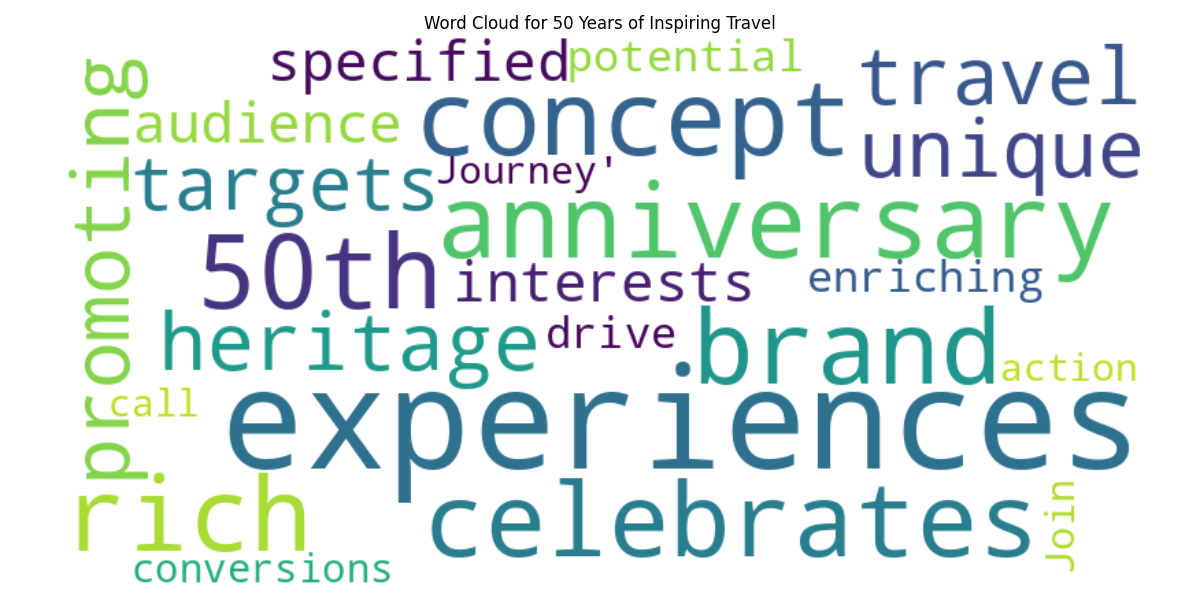 Word Cloud for 50 Years of Inspiring Travel
specified
potential
travel
promoting
audience
concept
unique
targets
Journey'
anniversary
50th
interests
enriching
heritage
drive
brand
action
call
experiences
rich
celebrates
Join
conversions